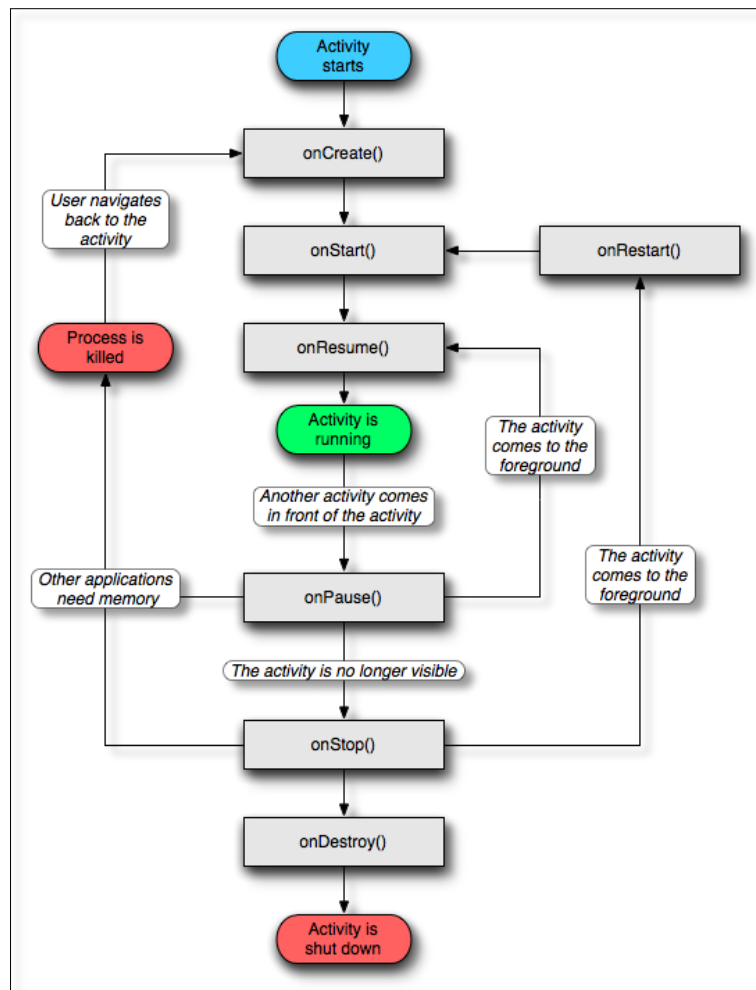 Activity
starts
onCreate()
User navigates
back to the
activity
onStart()
onRestart()
Process is
killed
onResume()
Activity is
running
The activity
comes to the
foreground
Another activity comes
in front of the activity
The activity
comes to the
foreground
Other applications
need memory
onPause()
The activity is no longer visible
onStop()
onDestroy()
Activity is
shut down